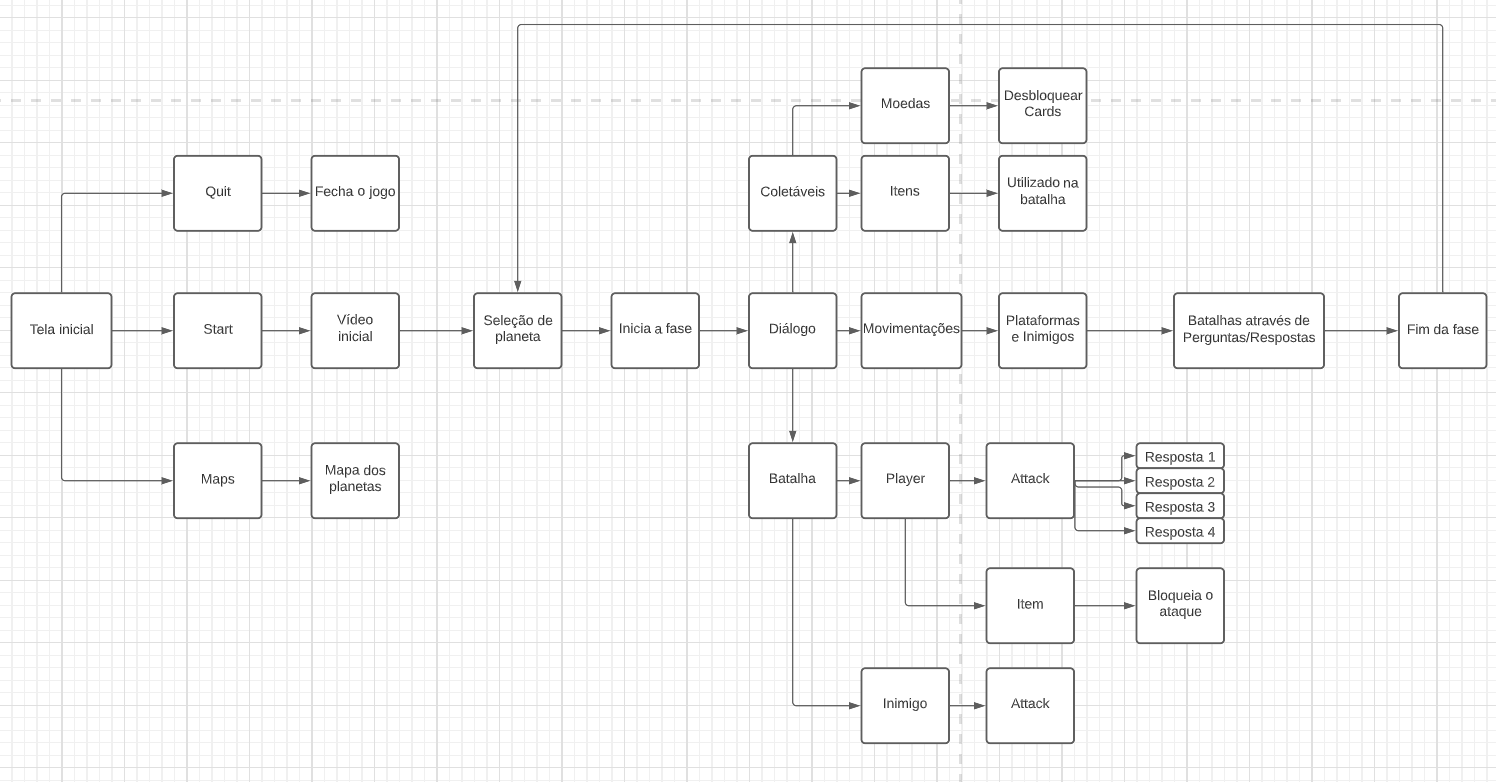 Moedas
Desbloquear
Cards
Quit
Fecha o jogo
Coletáveis
Itens
Utilizado na
batalha
Tela inicial
Start
Vídeo
inicial
Seleção de
planeta
Inicia a fase
Diálogo
Movimentações
Plataformas
e Inimigos
Batalhas através de
Perguntas/Respostas
Fim da fase
Maps
Mapa dos
planetas
Batalha
Player
Attack
Resposta 1
Resposta 2
Resposta 3
Resposta 4
Item
Bloqueia o
ataque
Inimigo
Attack